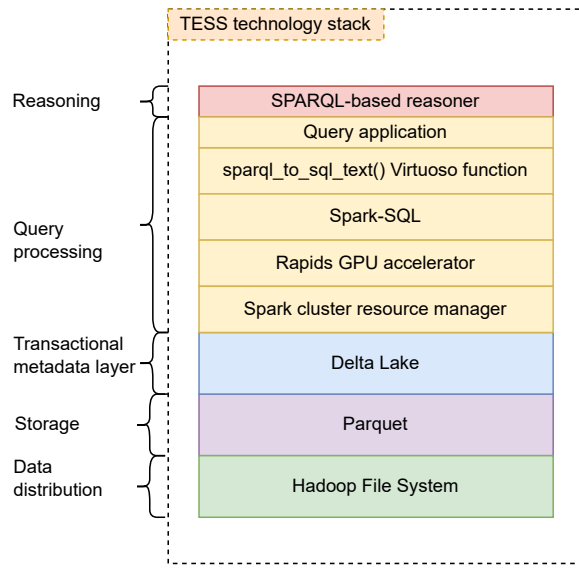 TESS technology stack
Reasoning
SPARQL-based reasoner
Query application
sparql_to_sql_text() Virtuoso function
Spark-SQL
Query
processing
Rapids GPU accelerator
Spark cluster resource manager
Transactional
metadata layer
Delta Lake
Storage
Parquet
Data
distribution
Hadoop File System